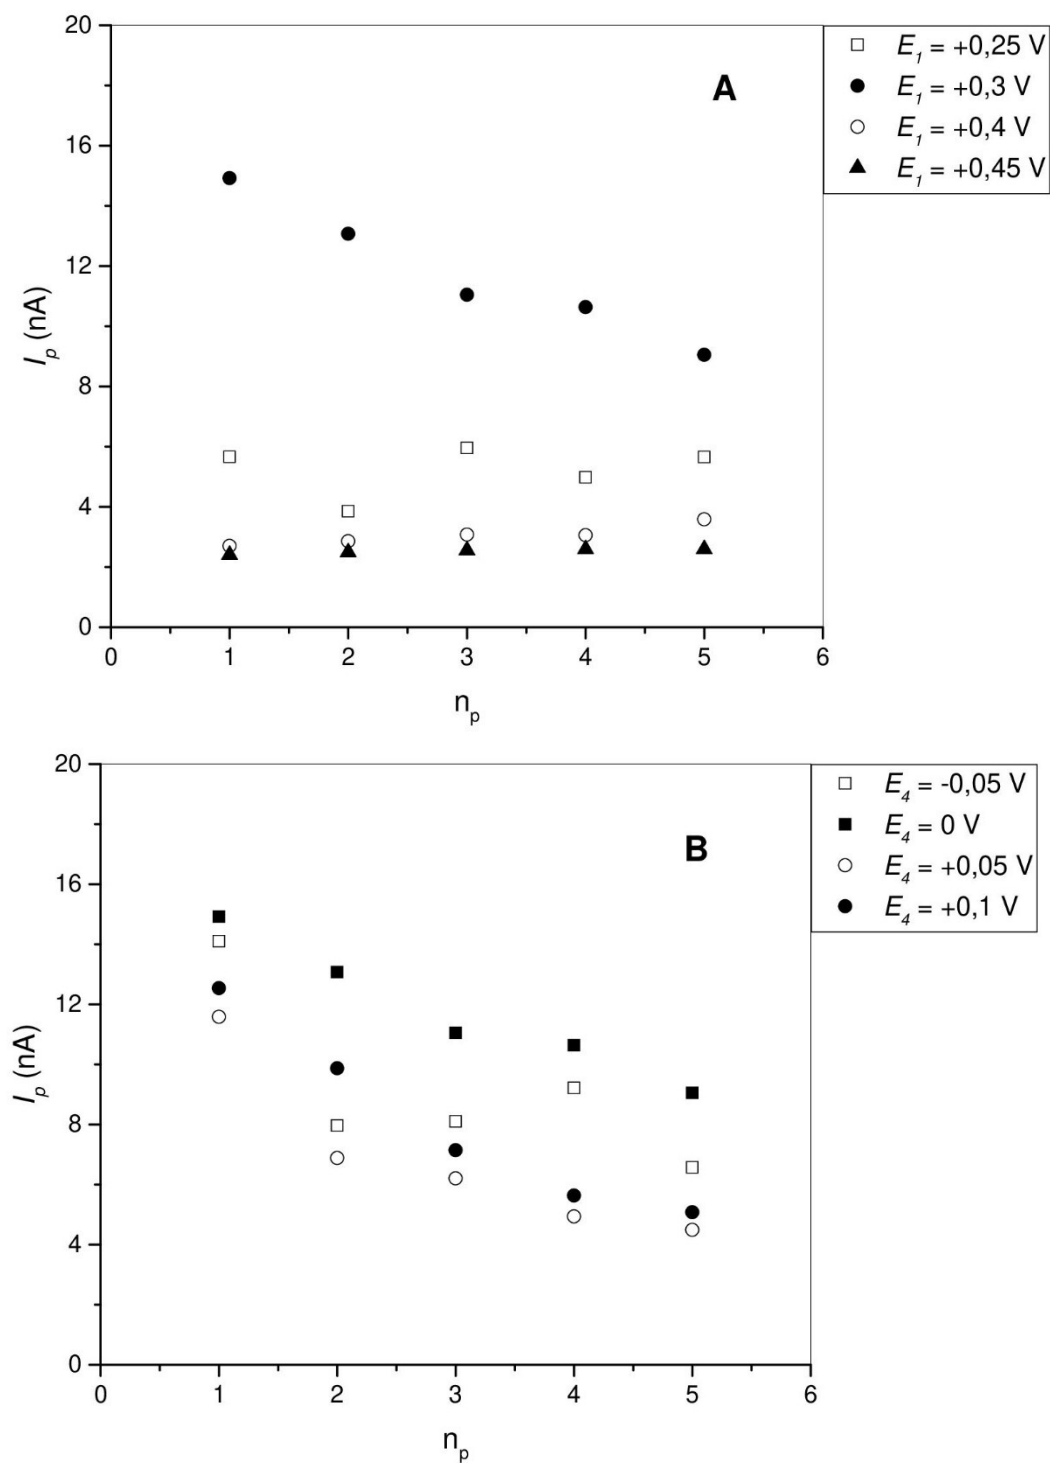 20
16
12
8
4
0
I_p (nA)
A
E_1 = +0,25 V
E_1 = +0,3 V
E_1 = +0,4 V
E_1 = +0,45 V
0 1 2 3 4 5 6
n_p
20
16
12
8
4
0
I_p (nA)
B
E_4 = -0,05 V
E_4 = 0 V
E_4 = +0,05 V
E_4 = +0,1 V
0 1 2 3 4 5 6
n_p